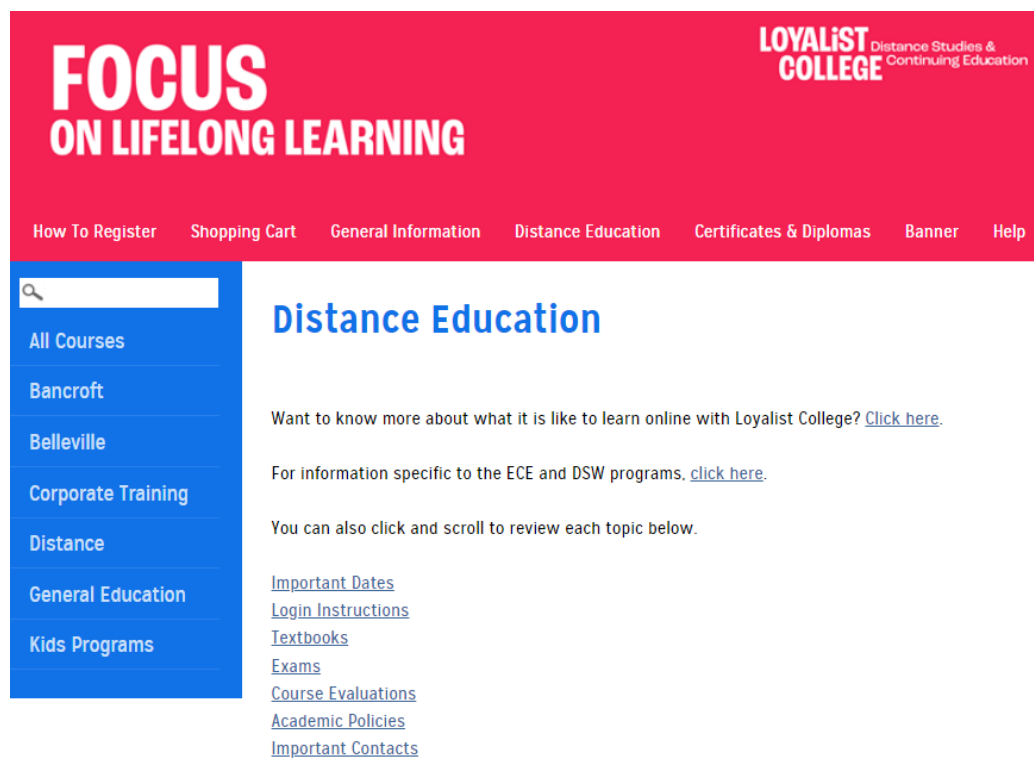 FOCUS
ON LIFELONG LEARNING
LOYALiST Distance Studies &
COLLEGE Continuing Education
How To Register Shopping Cart General Information Distance Education Certificates & Diplomas Banner Help
All Courses
Bancroft
Belleville
Corporate Training
Distance
General Education
Kids Programs
Distance Education
Want to know more about what it is like to learn online with Loyalist College? Click here.
For information specific to the ECE and DSW programs, click here.
You can also click and scroll to review each topic below.
Important Dates
Login Instructions
Textbooks
Exams
Course Evaluations
Academic Policies
Important Contacts